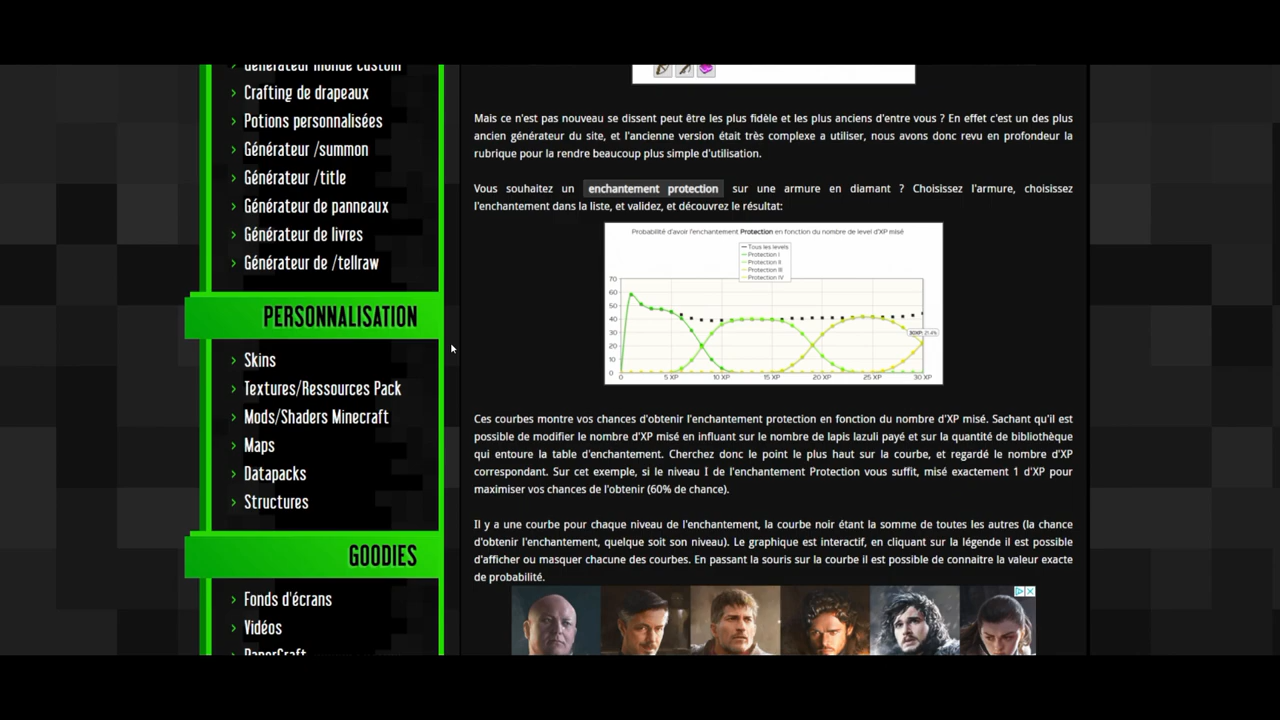 Générateur monde custom
Crafting de drapeaux
Potions personnalisées
Générateur /summon
Générateur /title
Générateur de panneaux
Générateur de livres
Générateur de /tellraw
PERSONNALISATION
Skins
Textures/Ressources Pack
Mods/Shaders Minecraft
Maps
Datapacks
Structures
GOODIES
Fonds d'écrans
Vidéos
PaperCraft
Mais ce n'est pas nouveau se dissent peut être les plus fidèle et les plus anciens d'entre vous ? En effet c'est un des plus
ancien générateur du site, et l'ancienne version était très complexe a utiliser, nous avons donc revu en profondeur la
rubrique pour la rendre beaucoup plus simple d'utilisation.
Vous souhaitez un enchantement protection sur une armure en diamant ? Choisissez l'armure, choisissez
l'enchantement dans la liste, et validez, et découvrez le résultat:
Probabilité d'avoir l'enchantement Protection en fonction du nombre de level d'XP misé
Tous les levels
Protection I
Protection II
Protection III
Protection IV
70
60
50
40
30
20
10
0
30XP: 21.4%
0 5 XP 10 XP 15 XP 20 XP 25 XP 30 XP
Ces courbes montre vos chances d'obtenir l'enchantement protection en fonction du nombre d'XP misé. Sachant qu'il est
possible de modifier le nombre d'XP misé en influant sur le nombre de lapis lazuli payé et sur la quantité de bibliothèque
qui entoure la table d'enchantement. Cherchez donc le point le plus haut sur la courbe, et regardé le nombre d'XP
correspondant. Sur cet exemple, si le niveau I de l'enchantement Protection vous suffit, misé exactement 1 d'XP pour
maximiser vos chances de l'obtenir (60% de chance).
Il y a une courbe pour chaque niveau de l'enchantement, la courbe noir étant la somme de toutes les autres (la chance
d'obtenir l'enchantement, quelque soit son niveau). Le graphique est interactif, en cliquant sur la légende il est possible
d'afficher ou masquer chacune des courbes. En passant la souris sur la courbe il est possible de connaitre la valeur exacte
de probabilité.